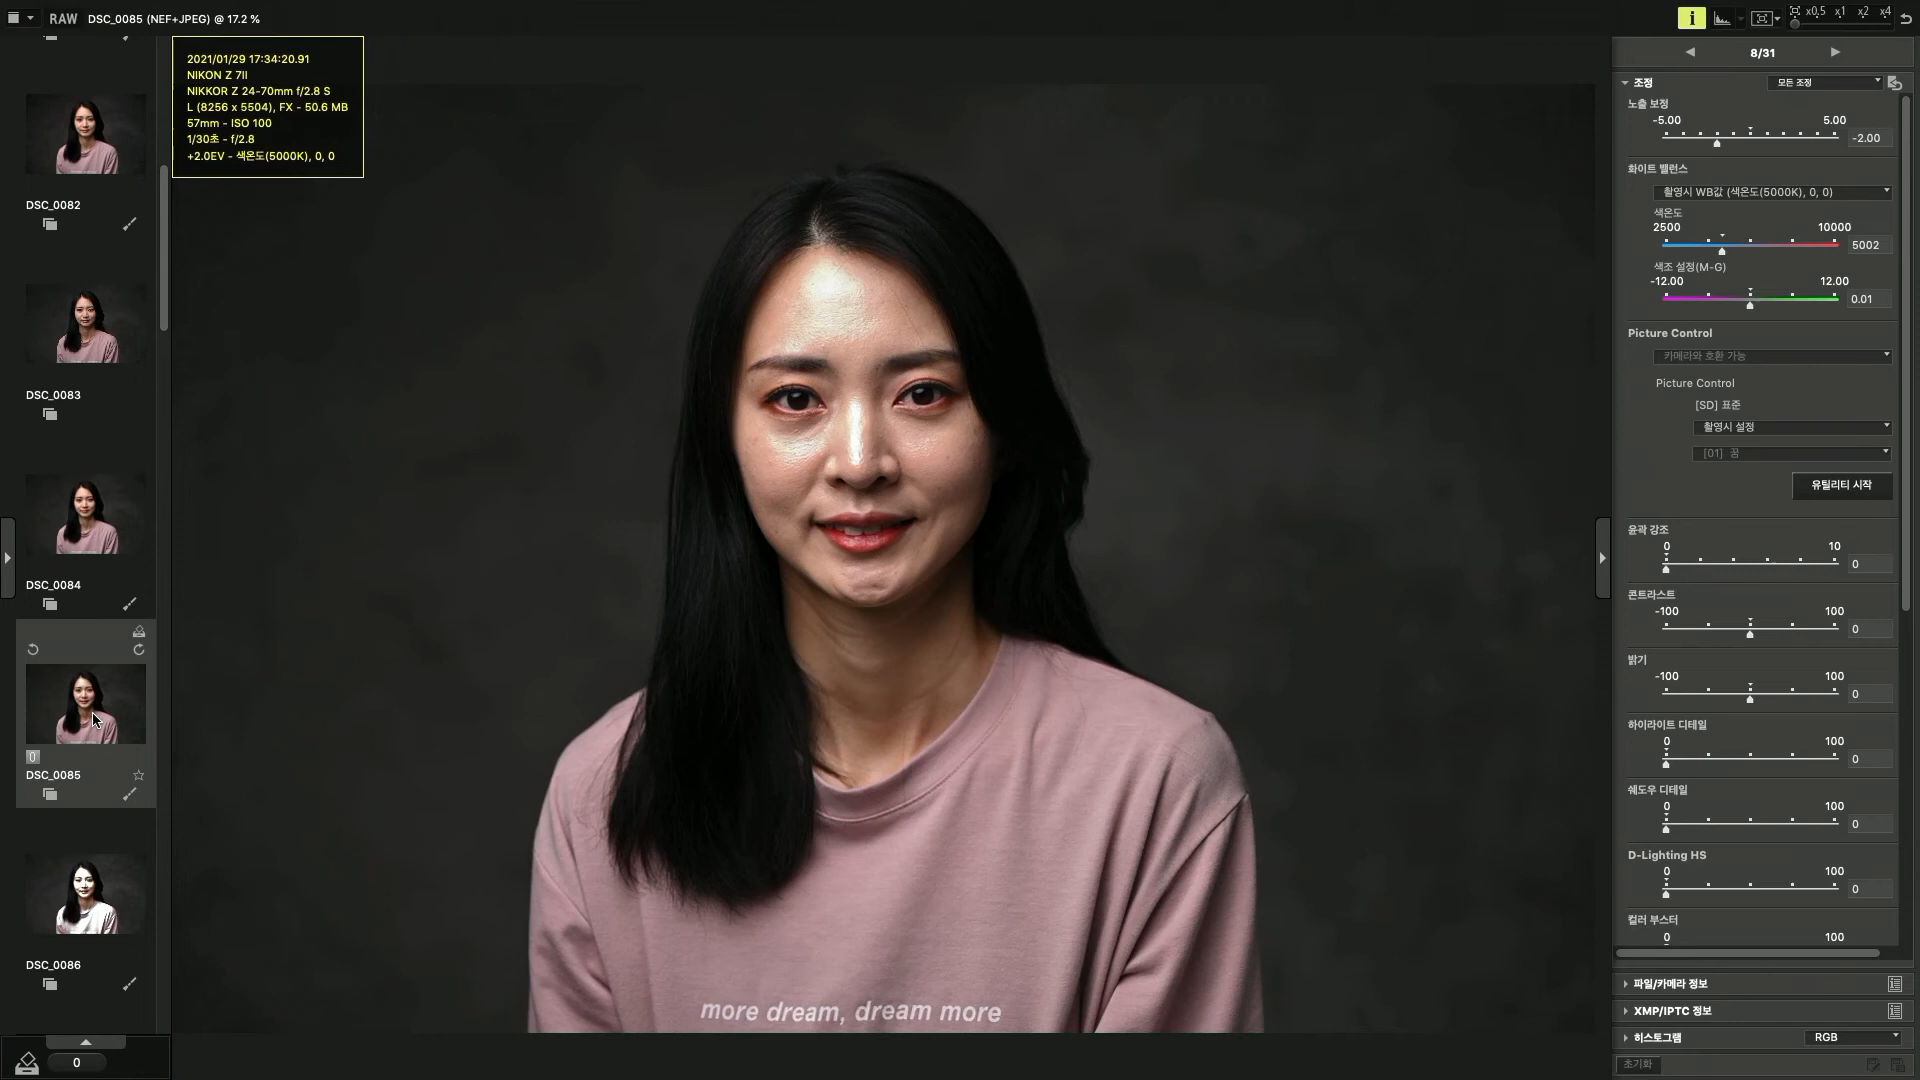 RAW DSC_0085 (NEF+JPEG) @ 17.2 %
i x0.5 x1 x2 x4
2021/01/29 17:34:20.91
NIKON Z 7II
NIKKOR Z 24-70mm f/2.8 S
L (8256 x 5504), FX - 50.6 MB
57mm - ISO 100
1/30초 - f/2.8
+2.0EV - 색온도(5000K), 0, 0
DSC_0082
DSC_0083
DSC_0084
0
DSC_0085
DSC_0086
0
more dream, dream more
8/31
조정 모든 조정
노출 보정
-5.00 5.00
-2.00
화이트 밸런스
촬영시 WB값 (색온도(5000K), 0, 0)
색온도
2500 10000
5002
색조 설정(M-G)
-12.00 12.00
0.01
Picture Control
카메라와 호환 가능
Picture Control
[SD] 표준
촬영시 설정
[01] 꿈
유틸리티 시작
윤곽 강조
0 10
0
콘트라스트
-100 100
0
밝기
-100 100
0
하이라이트 디테일
0 100
0
쉐도우 디테일
0 100
0
D-Lighting HS
0 100
0
컬러 부스터
0 100
파일/카메라 정보
XMP/IPTC 정보
히스토그램 RGB
초기화